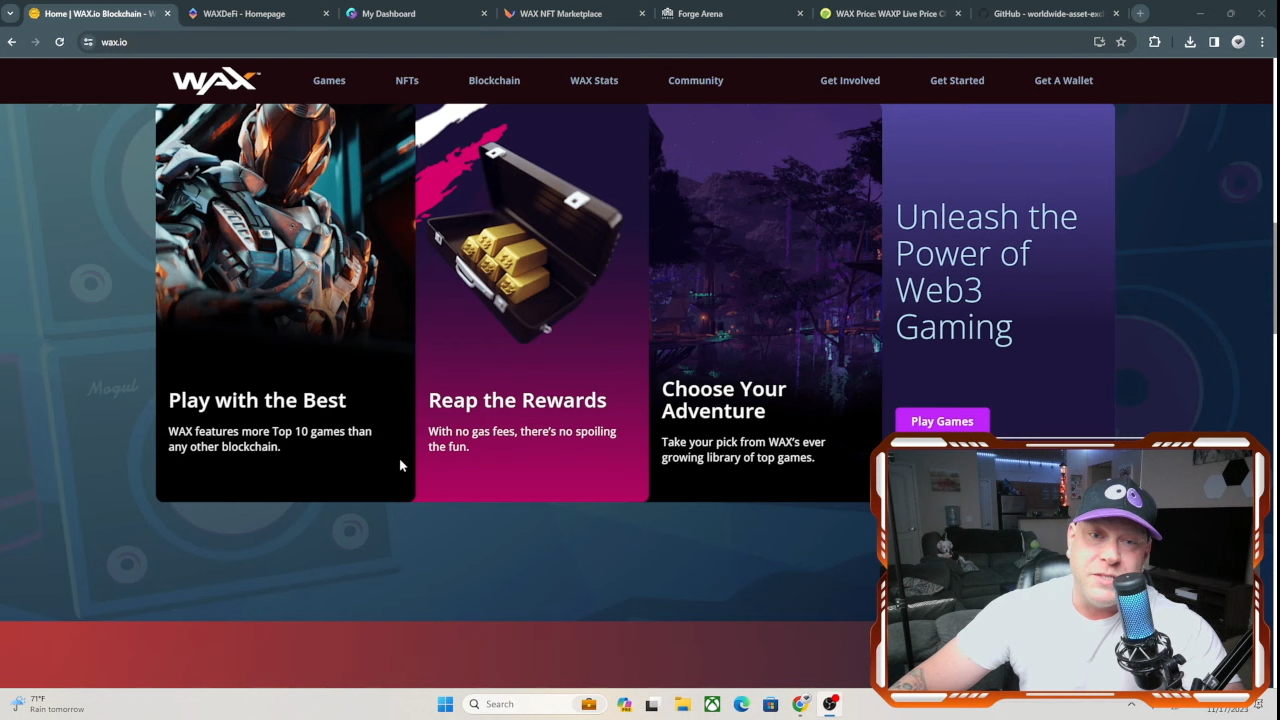 Home | WAX.io Blockchain - W
WAXDeFi - Homepage
My Dashboard
WAX NFT Marketplace
Forge Arena
WAX Price: WAXP Live Price C
GitHub - worldwide-asset-exc
wax.io
WAX
Games
NFTs
Blockchain
WAX Stats
Community
Get Involved
Get Started
Get A Wallet
Mogul
Play with the Best
WAX features more Top 10 games than
any other blockchain.
Reap the Rewards
With no gas fees, there's no spoiling
the fun.
Choose Your
Adventure
Take your pick from WAX's ever
growing library of top games.
Unleash the
Power of
Web3
Gaming
Play Games
71°F
Rain tomorrow
Search
11/17/2023